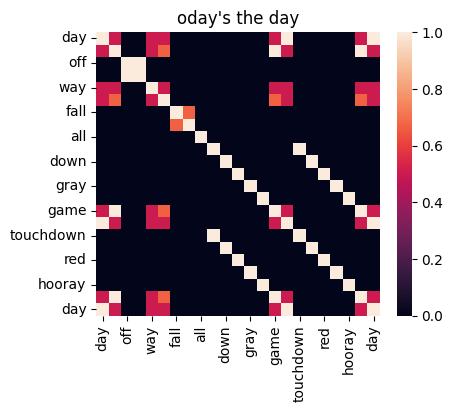 oday's the day
day
off
way
fall
all
down
gray
game
touchdown
red
hooray
day
1.0
0.8
0.6
0.4
0.2
0.0
day
off
way
fall
all
down
gray
game
touchdown
red
hooray
day